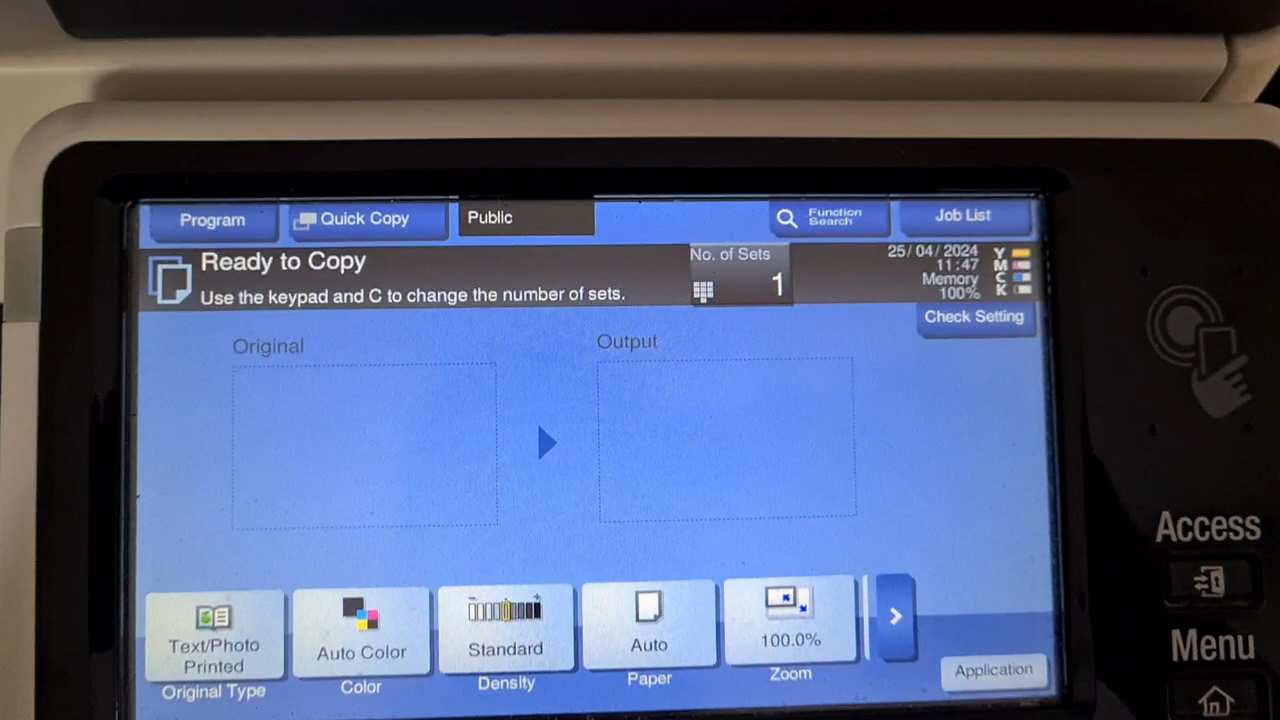 Program
Quick Copy
Public
Function
Search
Job List
Ready to Copy
Use the keypad and C to change the number of sets.
No. of Sets
1
25/04/2024
11:47
Memory
100%
Y
M
C
K
Check Setting
Original
Output
Text/Photo
Printed
Original Type
Auto Color
Color
Standard
Density
Auto
Paper
100.0%
Zoom
Application
Access
Menu